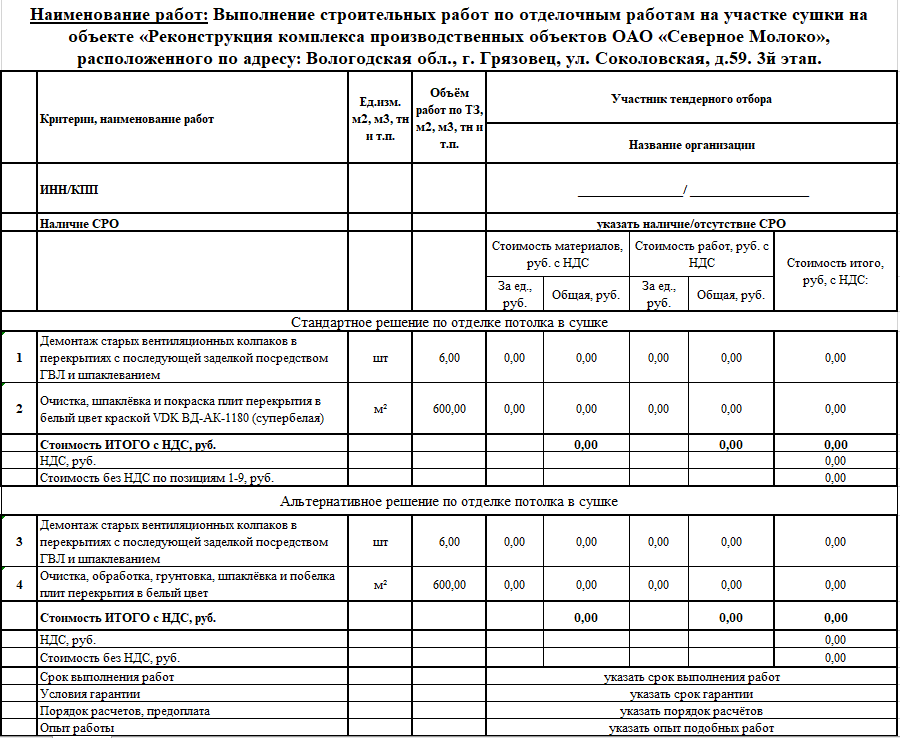 Наименование работ: Выполнение строительных работ по отделочным работам на участке сушки на
объекте «Реконструкция комплекса производственных объектов ОАО «Северное Молоко»,
расположенного по адресу: Вологодская обл., г. Грязовец, ул. Соколовская, д.59. 3й этап.
Критерии, наименование работ
Ед.изм.
м2, м3, тн
и т.п.
Объём
работ по ТЗ,
м2, м3, тн и
т.п.
Участник тендерного отбора
Название организации
ИНН/КПП
________________/ __________________
Наличие СРО
указать наличие/отсутствие СРО
Стоимость материалов,
руб. с НДС
Стоимость работ, руб. с
НДС
Стоимость итого,
руб, с НДС:
За ед.,
руб.
Общая, руб.
За ед.,
руб.
Общая, руб.
Стандартное решение по отделке потолка в сушке
1
Демонтаж старых вентиляционных колпаков в
перекрытиях с последующей заделкой посредством
ГВЛ и шпаклеванием
шт
6,00
0,00
0,00
0,00
0,00
0,00
2
Очистка, шпаклёвка и покраска плит перекрытия в
белый цвет краской VDK ВД-АК-1180 (супербелая)
м²
600,00
0,00
0,00
0,00
0,00
0,00
Стоимость ИТОГО с НДС, руб.
0,00
0,00
0,00
НДС, руб.
0,00
Стоимость без НДС по позициям 1-9, руб.
0,00
Альтернативное решение по отделке потолка в сушке
3
Демонтаж старых вентиляционных колпаков в
перекрытиях с последующей заделкой посредством
ГВЛ и шпаклеванием
шт
6,00
0,00
0,00
0,00
0,00
0,00
4
Очистка, обработка, грунтовка, шпаклёвка и побелка
плит перекрытия в белый цвет
м²
600,00
0,00
0,00
0,00
0,00
0,00
Стоимость ИТОГО с НДС, руб.
0,00
0,00
0,00
НДС, руб.
0,00
Стоимость без НДС, руб.
0,00
Срок выполнения работ
указать срок выполнения работ
Условия гарантии
указать срок гарантии
Порядок расчетов, предоплата
указать порядок расчётов
Опыт работы
указать опыт подобных работ